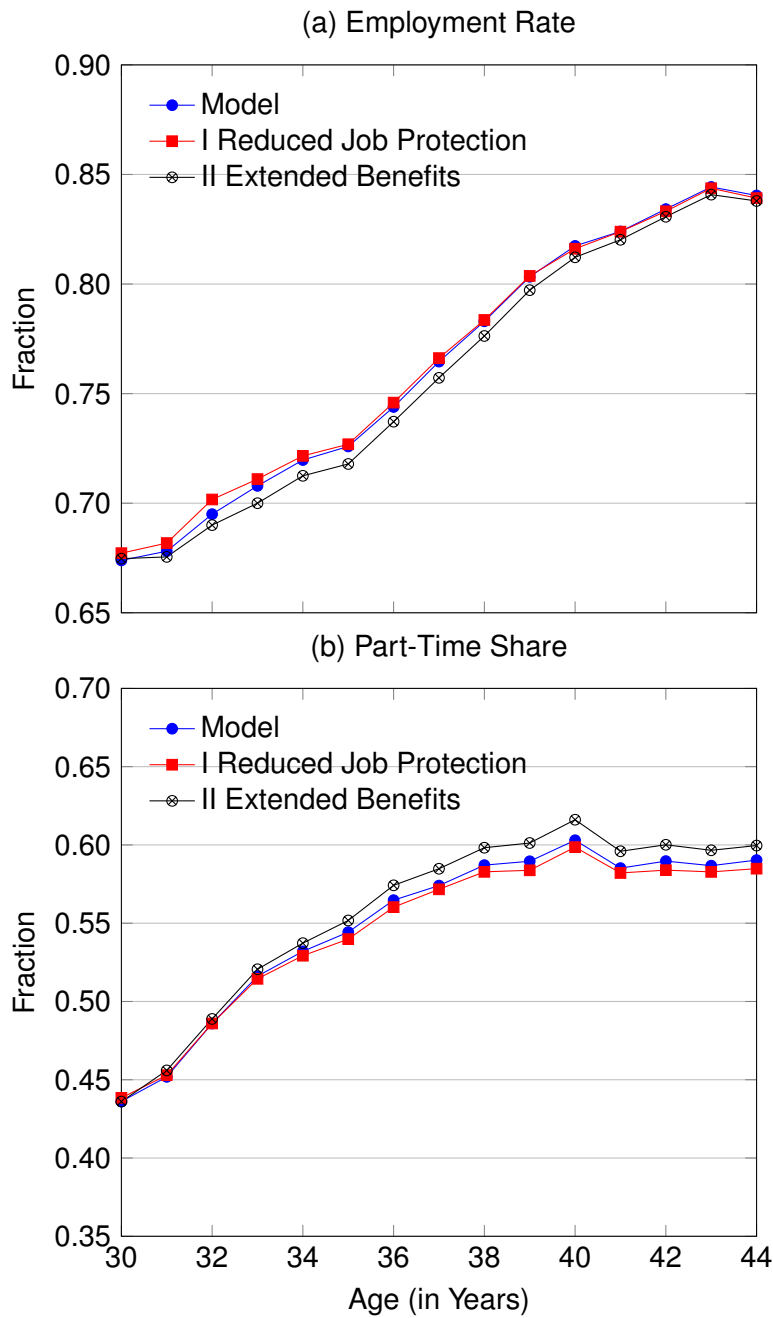 (a) Employment Rate
0.90
Model
I Reduced Job Protection
II Extended Benefits
0.85
0.80
Fraction
0.75
0.70
0.65
(b) Part-Time Share
0.70
Model
I Reduced Job Protection
II Extended Benefits
0.65
0.60
0.55
Fraction
0.50
0.45
0.40
0.35
30 32 34 36 38 40 42 44
Age (in Years)